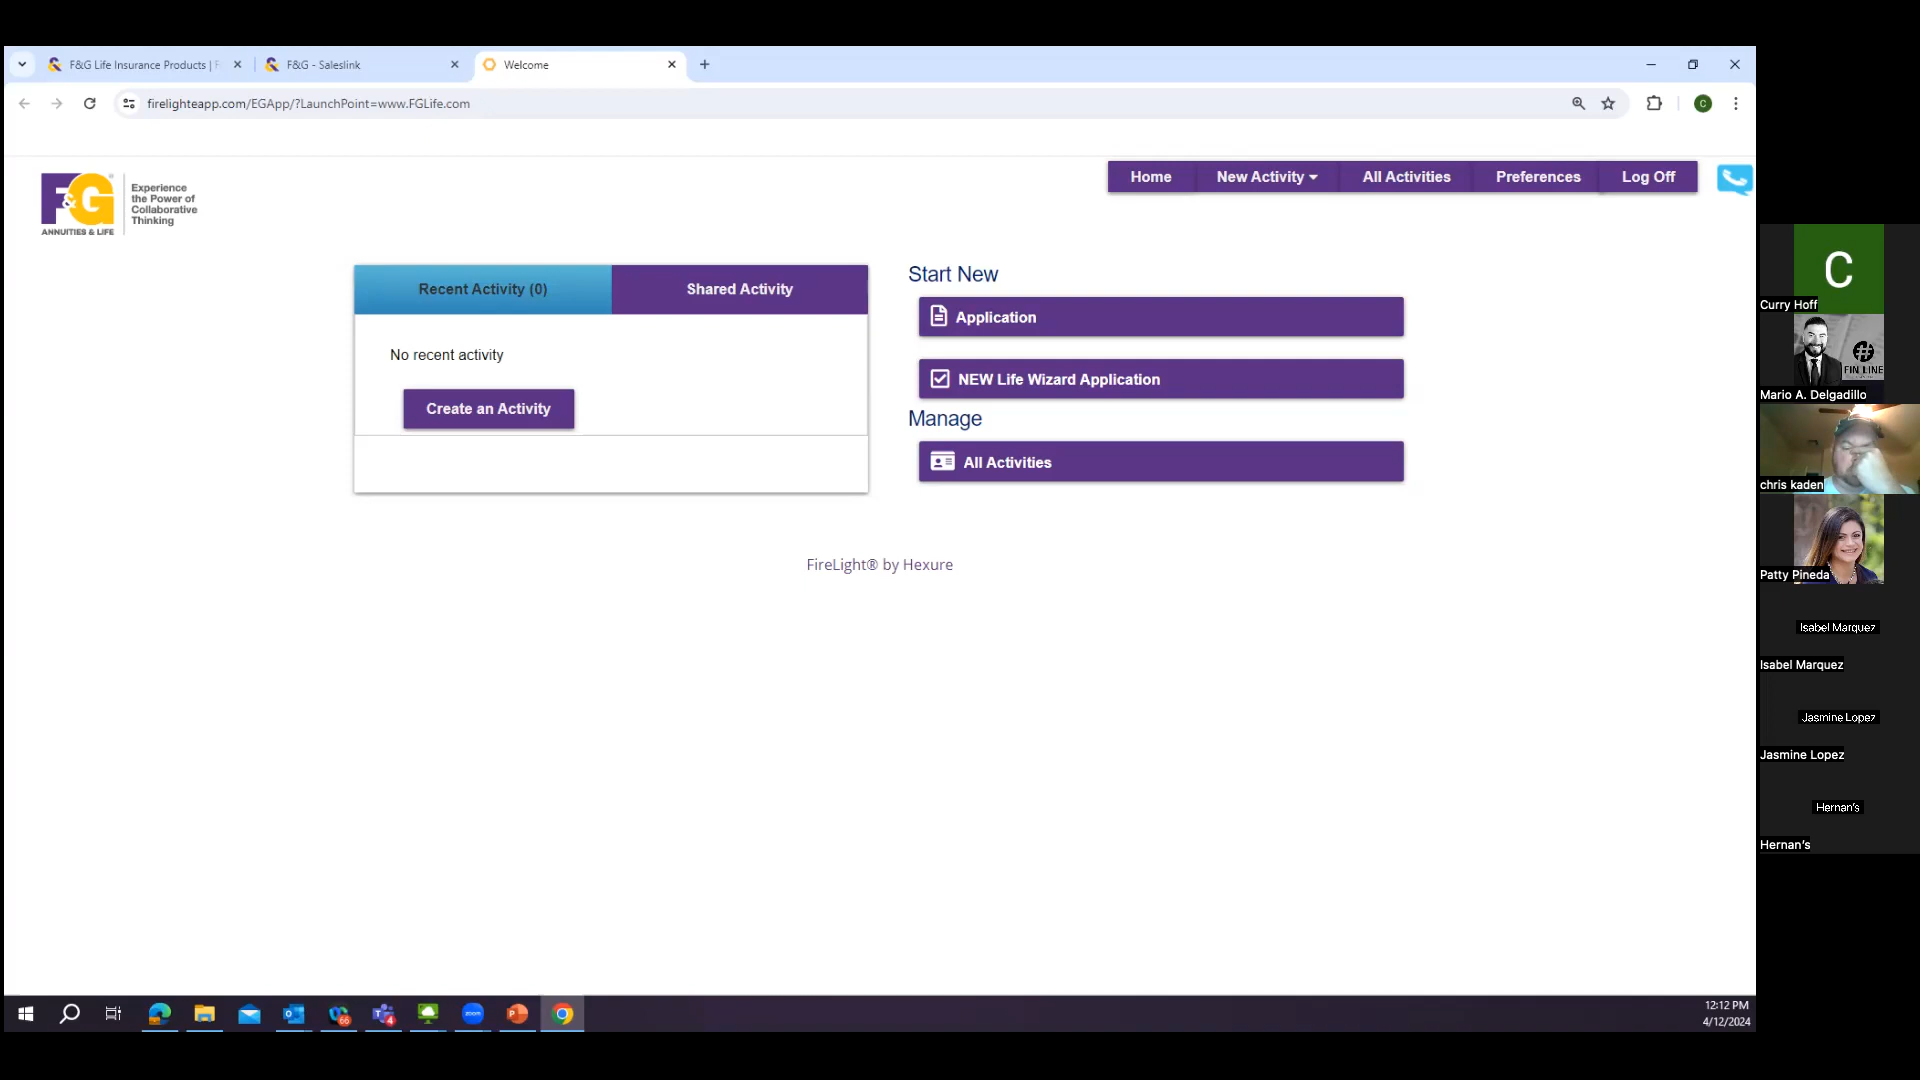 F&G Life Insurance Products | F
F&G - Saleslink
Welcome
firelighteapp.com/EGApp/?LaunchPoint=www.FGLife.com
C
F&G
ANNUITIES & LIFE
Experience
the Power of
Collaborative
Thinking
Home
New Activity
All Activities
Preferences
Log Off
Recent Activity (0)
Shared Activity
No recent activity
Create an Activity
Start New
Application
NEW Life Wizard Application
Manage
All Activities
FireLight® by Hexure
C
Curry Hoff
#
FIN LINE
Mario A. Delgadillo
chris kaden
Patty Pineda
Isabel Marquez
Isabel Marquez
Jasmine Lopez
Jasmine Lopez
Hernan's
Hernan's
66
4
zoom
12:12 PM
4/12/2024